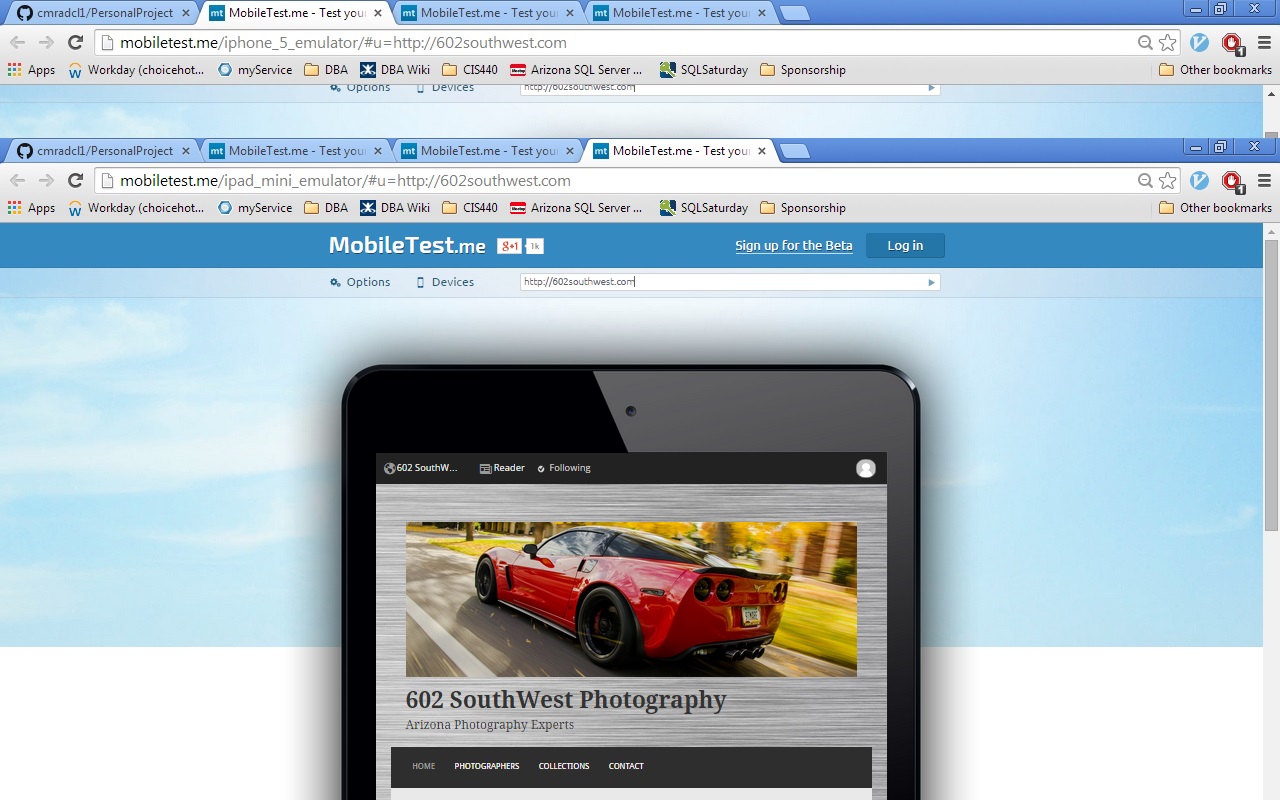 cmradcl1/PersonalProject
MobileTest.me - Test your
MobileTest.me - Test your
MobileTest.me - Test your
mobiletest.me/iphone_5_emulator/#u=http://602southwest.com
1
Apps
Workday (choicehot...
myService
DBA
DBA Wiki
CIS440
Arizona SQL Server ...
SQLSaturday
Sponsorship
Other bookmarks
Options
Devices
http://602southwest.com
cmradcl1/PersonalProject
MobileTest.me - Test your
MobileTest.me - Test your
MobileTest.me - Test your
mobiletest.me/ipad_mini_emulator/#u=http://602southwest.com
1
Apps
Workday (choicehot...
myService
DBA
DBA Wiki
CIS440
Arizona SQL Server ...
SQLSaturday
Sponsorship
Other bookmarks
MobileTest.me
g+1
1k
Sign up for the Beta
Log in
Options
Devices
http://602southwest.com
602 SouthW...
Reader
Following
602 SouthWest Photography
Arizona Photography Experts
HOME
PHOTOGRAPHERS
COLLECTIONS
CONTACT